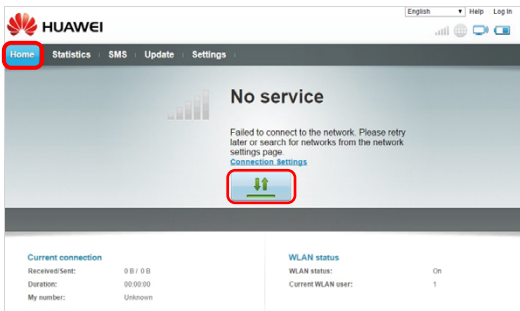 English Help Log In
HUAWEI
Home Statistics SMS Update Settings
No service
Failed to connect to the network. Please retry
later or search for networks from the network
settings page.
Connection Settings
Current connection
Received/Sent: 0 B / 0 B
Duration: 00:00:00
My number: Unknown
WLAN status
WLAN status: On
Current WLAN user: 1